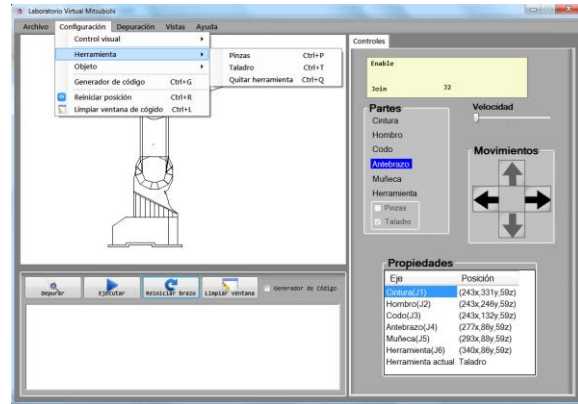 Laboratorio Virtual Mitsubishi
Archivo Configuración Depuración Vistas Ayuda
Control visual
Herramienta
Objeto
Generador de código Ctrl+G
Reiniciar posición Ctrl+R
Limpiar ventana de cógido Ctrl+L
Pinzas Ctrl+P
Taladro Ctrl+T
Quitar herramienta Ctrl+Q
Controles
Enable
Join 32
Partes
Cintura
Hombro
Codo
Antebrazo
Muñeca
Herramienta
Pinzas
Taladro
Velocidad
Movimientos
Propiedades
Eje Posición
Cintura(J1) (243x,331y,59z)
Hombro(J2) (243x,246y,59z)
Codo(J3) (243x,132y,59z)
Antebrazo(J4) (277x,86y,59z)
Muñeca(J5) (293x,88y,59z)
Herramienta(J6) (340x,86y,59z)
Herramienta actual Taladro
Depurar Ejecutar Reiniciar brazo Limpiar ventana Generador de Código